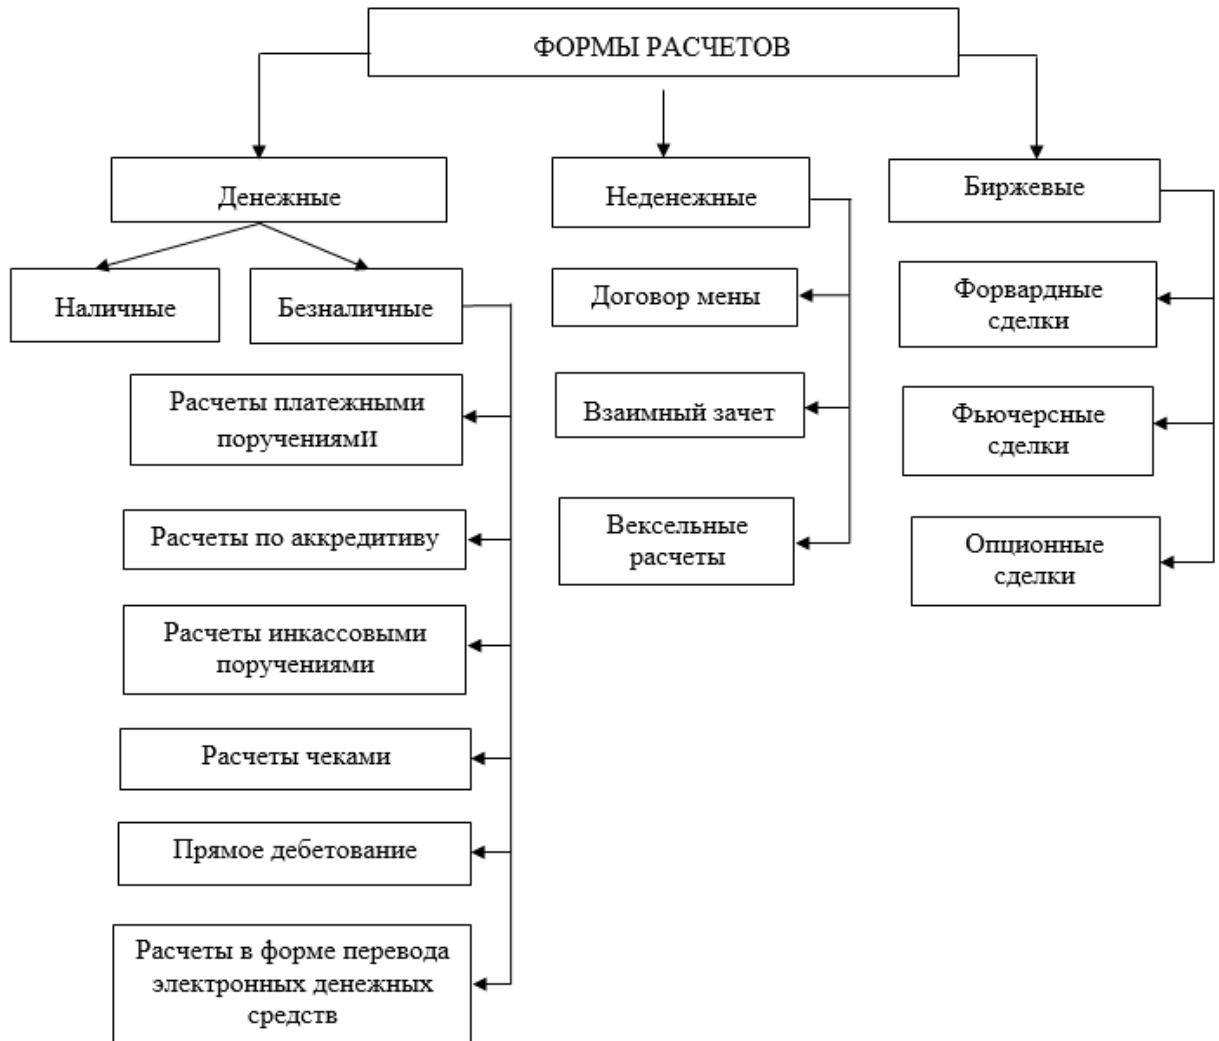 ФОРМЫ РАСЧЕТОВ
Денежные
Неденежные
Биржевые
Наличные
Безналичные
Расчеты платежными
поручениямИ
Расчеты по аккредитиву
Расчеты инкассовыми
поручениями
Расчеты чеками
Прямое дебетование
Расчеты в форме перевода
электронных денежных
средств
Договор мены
Взаимный зачет
Вексельные
расчеты
Форвардные
сделки
Фьючерсные
сделки
Опционные
сделки